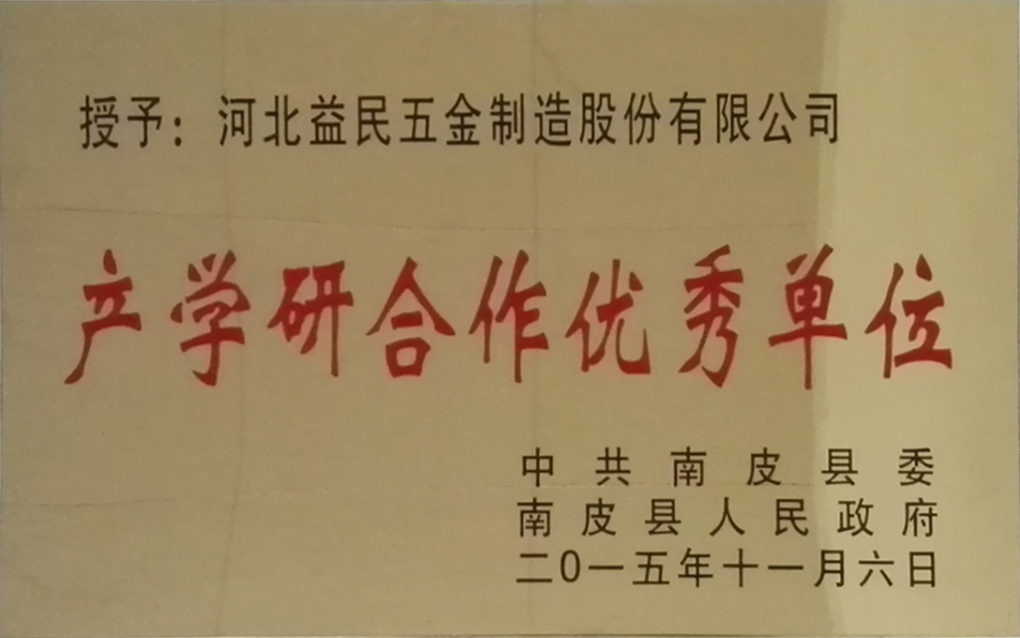 授予：河北益民五金制造股份有限公司
产学研合作优秀单位
中共南皮县委
南皮县人民政府
二0一五年十一月六日